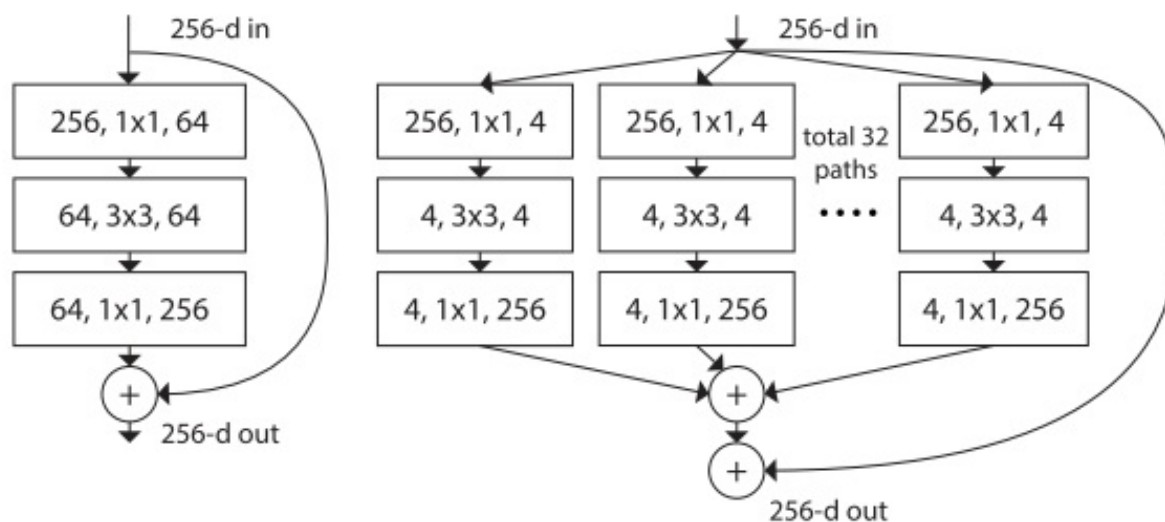 256-d in
256, 1x1, 64
64, 3x3, 64
64, 1x1, 256
+
256-d out
256-d in
256, 1x1, 4
256, 1x1, 4
total 32
paths
256, 1x1, 4
4, 3x3, 4
4, 3x3, 4
....
4, 3x3, 4
4, 1x1, 256
4, 1x1, 256
4, 1x1, 256
+
+
256-d out